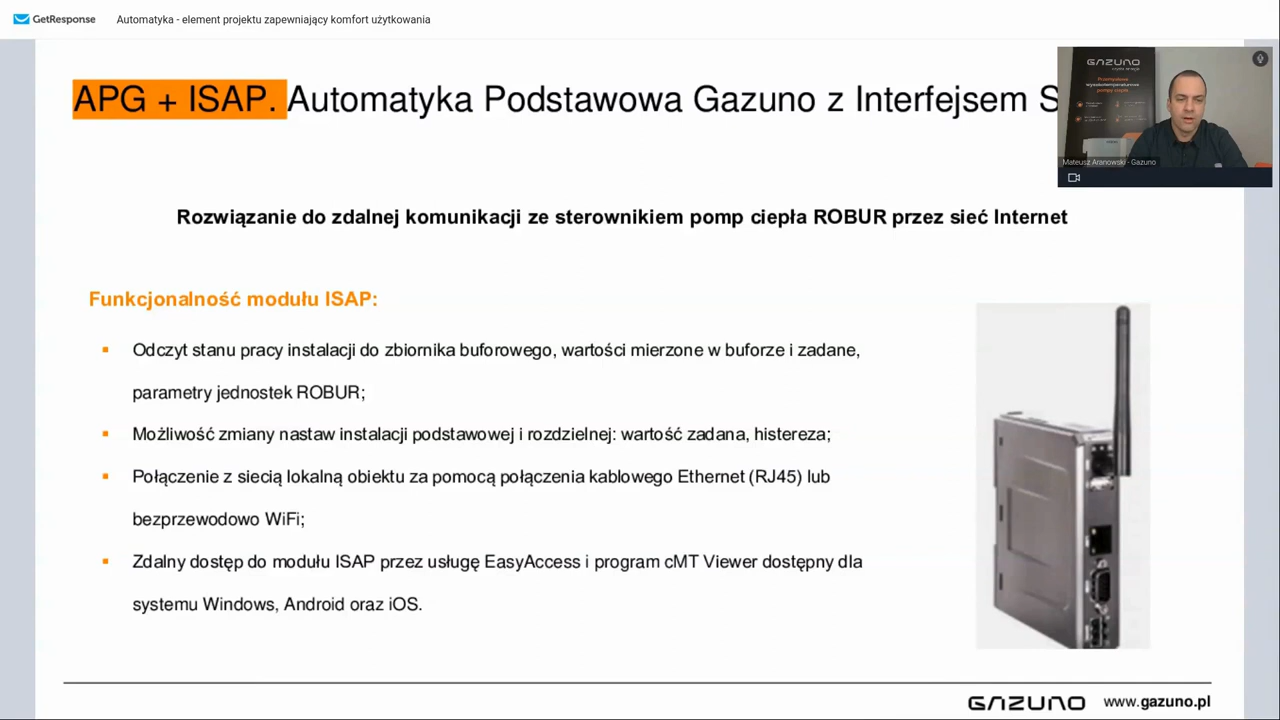 GetResponse
Automatyka - element projektu zapewniający komfort użytkowania
APG + ISAP. Automatyka Podstawowa Gazuno z Interfejsem S
GAZUNO
Przemysłowe
wysokotemperaturowe
pompy ciepła
Mateusz Aranowski - Gazuno
Rozwiązanie do zdalnej komunikacji ze sterownikiem pomp ciepła ROBUR przez sieć Internet
Funkcjonalność modułu ISAP:
Odczyt stanu pracy instalacji do zbiornika buforowego, wartości mierzone w buforze i zadane,
parametry jednostek ROBUR;
Możliwość zmiany nastaw instalacji podstawowej i rozdzielnej: wartość zadana, histereza;
Połączenie z siecią lokalną obiektu za pomocą połączenia kablowego Ethernet (RJ45) lub
bezprzewodowo WiFi;
Zdalny dostęp do modułu ISAP przez usługę EasyAccess i program cMT Viewer dostępny dla
systemu Windows, Android oraz iOS.
GAZUNO www.gazuno.pl